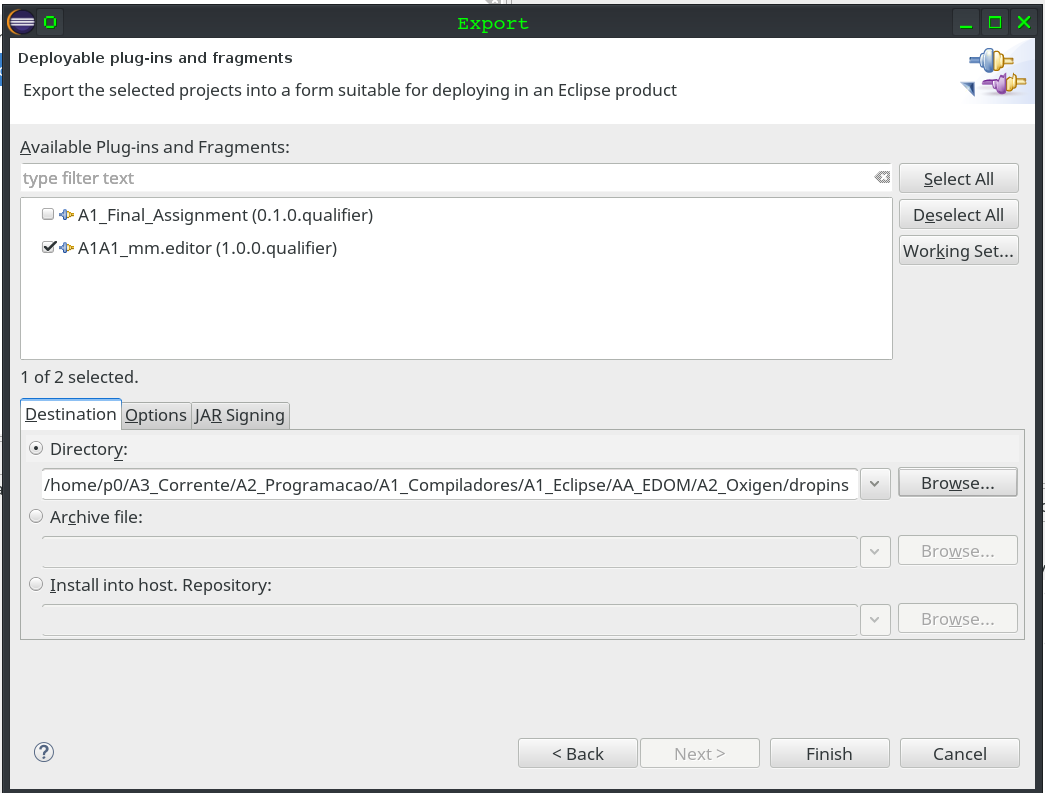 Export
Deployable plug-ins and fragments
Export the selected projects into a form suitable for deploying in an Eclipse product
Available Plug-ins and Fragments:
type filter text
Select All
A1_Final_Assignment (0.1.0.qualifier)
Deselect All
A1A1_mm.editor (1.0.0.qualifier)
Working Set...
1 of 2 selected.
Destination Options JAR Signing
Directory:
/home/p0/A3_Corrente/A2_Programacao/A1_Compiladores/A1_Eclipse/AA_EDOM/A2_Oxigen/dropins Browse...
Archive file:
Browse...
Install into host. Repository:
Browse...
? < Back Next > Finish Cancel